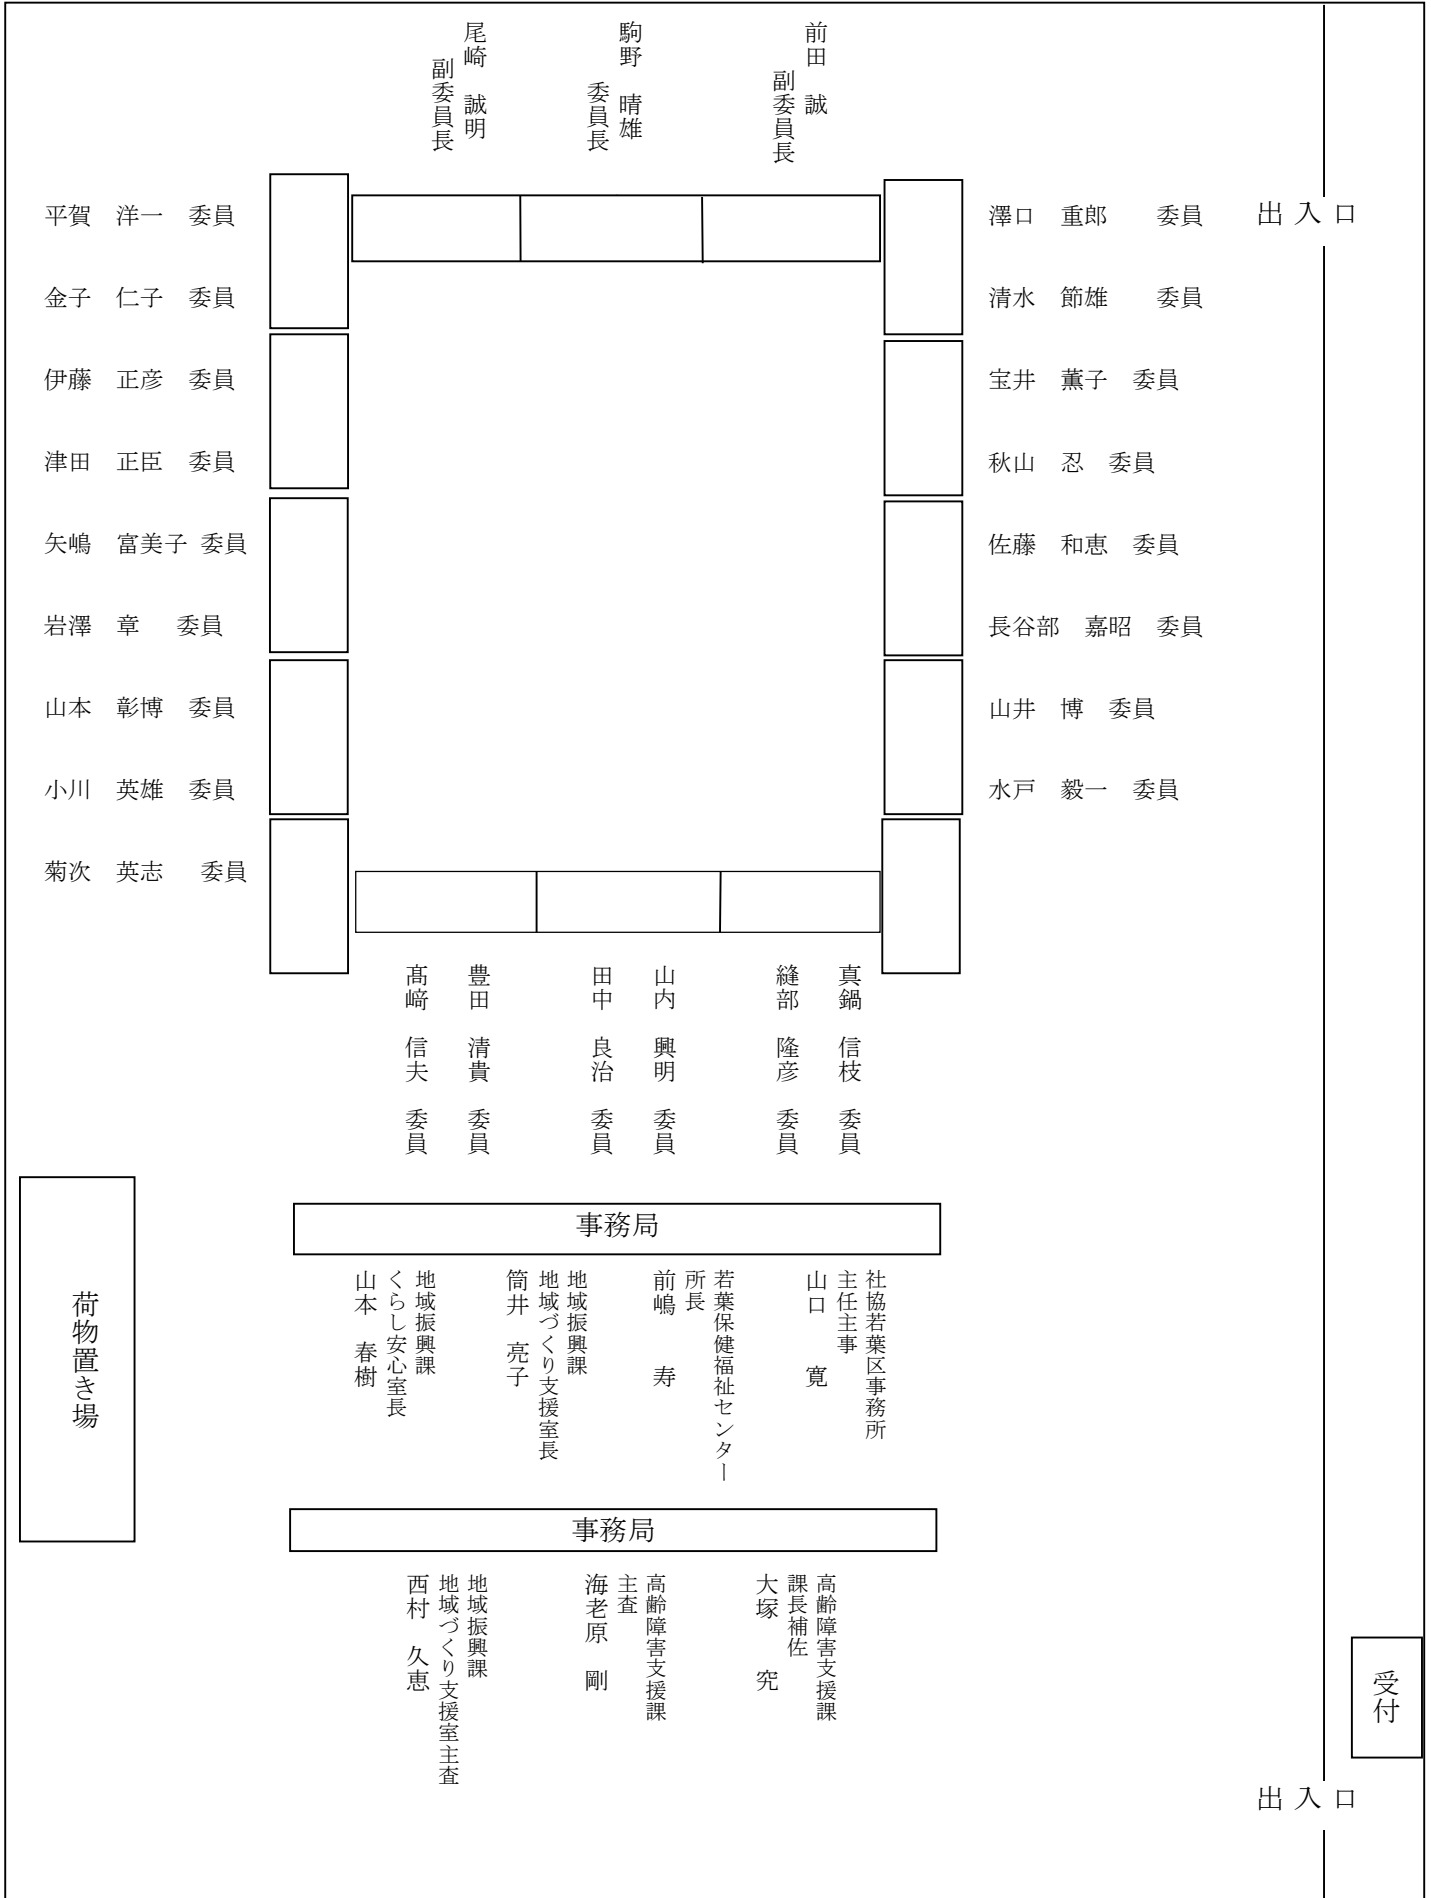 前田　誠
副委員長
駒野　晴雄
委員長
尾崎　誠明
副委員長
平賀　洋一　委員
金子　仁子　委員
伊藤　正彦　委員
津田　正臣　委員
矢嶋　富美子 委員
岩澤　章　 委員
山本　彰博　委員
小川　英雄　委員
菊次　英志　 委員
澤口　重郎　　委員
清水　節雄　　委員
宝井　薫子　委員
秋山　忍　委員
佐藤　和恵　委員
長谷部　嘉昭　委員
山井　博　委員
水戸　毅一　委員
出入口
真鍋　信枝　委員
縫部　隆彦　委員
山内　興明　委員
田中　良治　委員
豊田　清貴　委員
髙﨑　信夫　委員
事務局
社協若葉区事務所
主任主事
山口　　寛
若葉保健福祉センター
所長
前嶋　　寿
地域振興課
地域づくり支援室長
筒井　亮子
地域振興課
くらし安心室長
山本　春樹
荷物置き場
事務局
高齢障害支援課
課長補佐
大塚　　究
高齢障害支援課
主査
海老原　剛
地域振興課
地域づくり支援室主査
西村　久恵
受付
出入口